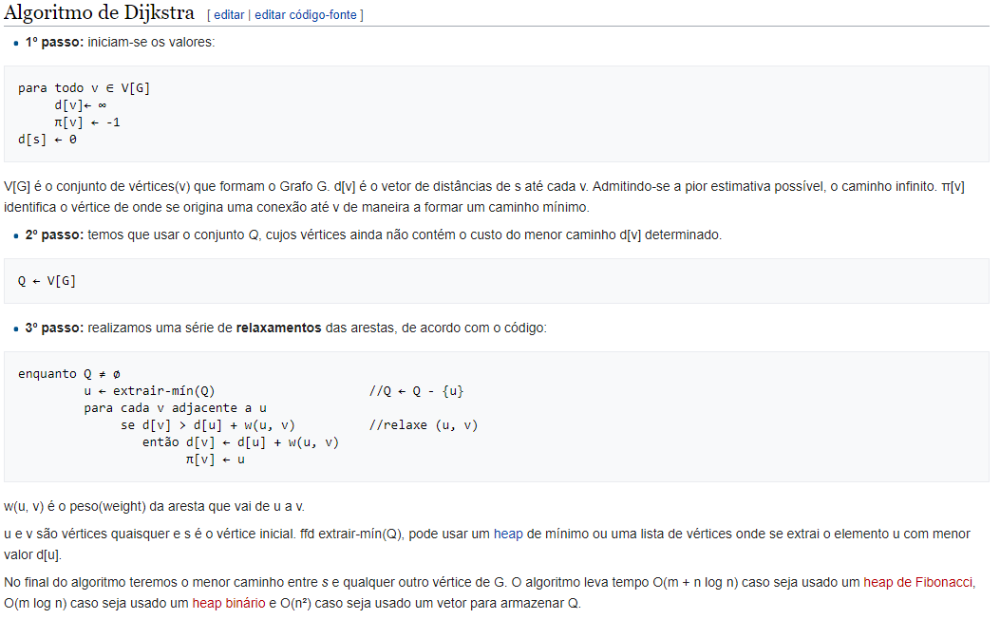 Algoritmo de Dijkstra [ editar | editar código-fonte ]
• 1º passo: iniciam-se os valores:
para todo v ∈ V[G]
d[v]← ∞
π[v] ← -1
d[s] ← 0
V[G] é o conjunto de vértices(v) que formam o Grafo G. d[v] é o vetor de distâncias de s até cada v. Admitindo-se a pior estimativa possível, o caminho infinito. π[v]
identifica o vértice de onde se origina uma conexão até v de maneira a formar um caminho mínimo.
• 2º passo: temos que usar o conjunto Q, cujos vértices ainda não contém o custo do menor caminho d[v] determinado.
Q ← V[G]
• 3º passo: realizamos uma série de relaxamentos das arestas, de acordo com o código:
enquanto Q ≠ ø
u ← extrair-mín(Q) //Q ← Q - {u}
para cada v adjacente a u
se d[v] > d[u] + w(u, v) //relaxe (u, v)
então d[v] ← d[u] + w(u, v)
π[v] ← u
w(u, v) é o peso(weight) da aresta que vai de u a v.
u e v são vértices quaisquer e s é o vértice inicial. ffd extrair-mín(Q), pode usar um heap de mínimo ou uma lista de vértices onde se extrai o elemento u com menor
valor d[u].
No final do algoritmo teremos o menor caminho entre s e qualquer outro vértice de G. O algoritmo leva tempo O(m + n log n) caso seja usado um heap de Fibonacci,
O(m log n) caso seja usado um heap binário e O(n²) caso seja usado um vetor para armazenar Q.